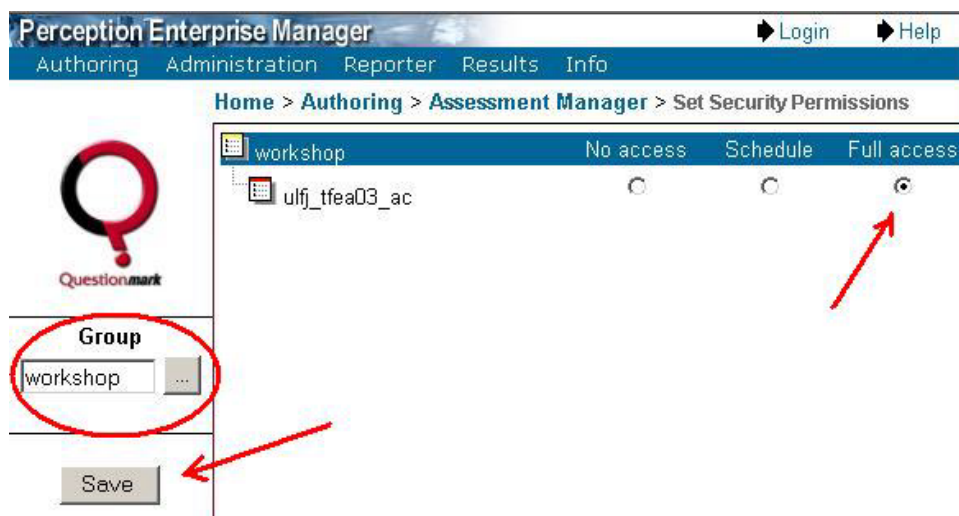 Perception Enterprise Manager Login Help
Authoring Administration Reporter Results Info
Home > Authoring > Assessment Manager > Set Security Permissions
workshop No access Schedule Full access
ulfj_tfea03_ac
Questionmark
Group
workshop ...
Save